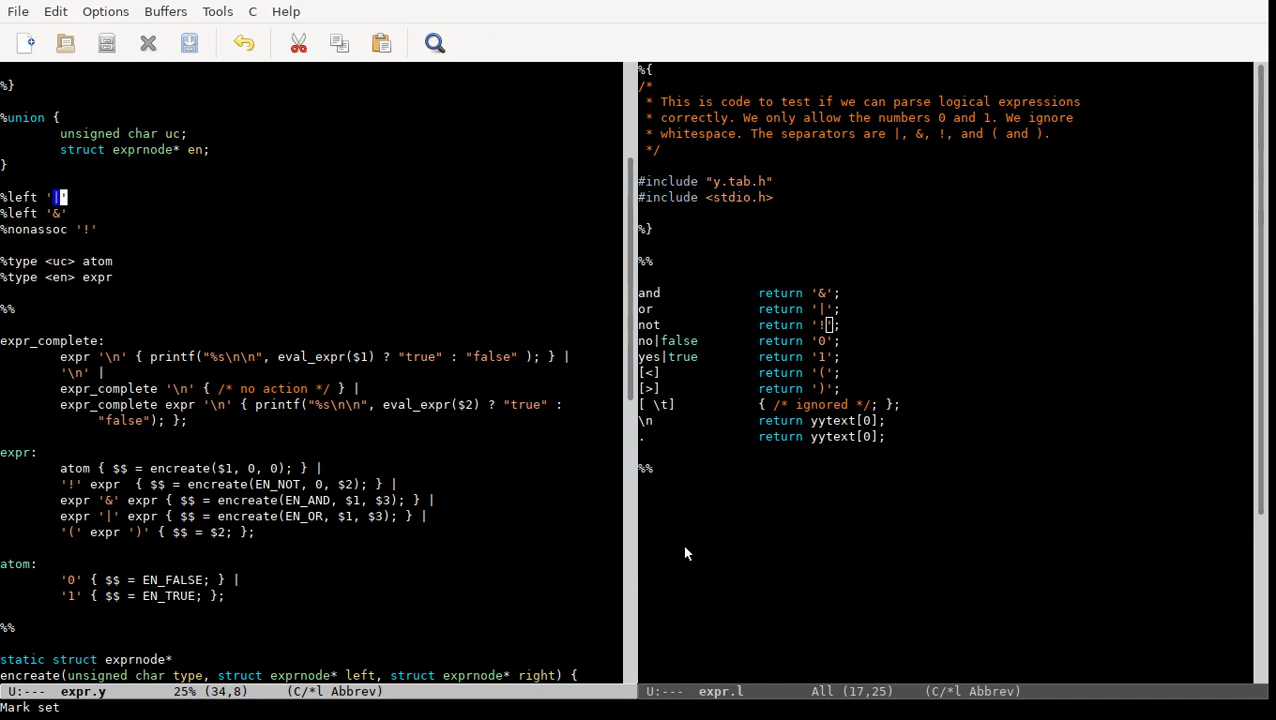 File Edit Options Buffers Tools C Help
%}
%union {
unsigned char uc;
struct exprnode* en;
}
%left '|'
%left '&'
%nonassoc '!'
%type <uc> atom
%type <en> expr
%%
expr_complete:
expr '\n' { printf("%s\n\n", eval_expr($1) ? "true" : "false" ); } |
'\n' |
expr_complete '\n' { /* no action */ } |
expr_complete expr '\n' { printf("%s\n\n", eval_expr($2) ? "true" :
"false"); };
expr:
atom { $$ = encreate($1, 0, 0); } |
'!' expr  { $$ = encreate(EN_NOT, 0, $2); } |
expr '&' expr { $$ = encreate(EN_AND, $1, $3); } |
expr '|' expr { $$ = encreate(EN_OR, $1, $3); } |
'(' expr ')' { $$ = $2; };
atom:
'0' { $$ = EN_FALSE; } |
'1' { $$ = EN_TRUE; };
%%
static struct exprnode*
encreate(unsigned char type, struct exprnode* left, struct exprnode* right) {
U:--- expr.y 25% (34,8) (C/*l Abbrev)
%{
/*
* This is code to test if we can parse logical expressions
* correctly. We only allow the numbers 0 and 1. We ignore
* whitespace. The separators are |, &, !, and ( and ).
*/
#include "y.tab.h"
#include <stdio.h>
%}
%%
and return '&';
or return '|';
not return '!';
no|false return '0';
yes|true return '1';
[<] return '(';
[>] return ')';
[ \t] { /* ignored */; };
\n return yytext[0];
. return yytext[0];
%%
U:--- expr.l All (17,25) (C/*l Abbrev)
Mark set